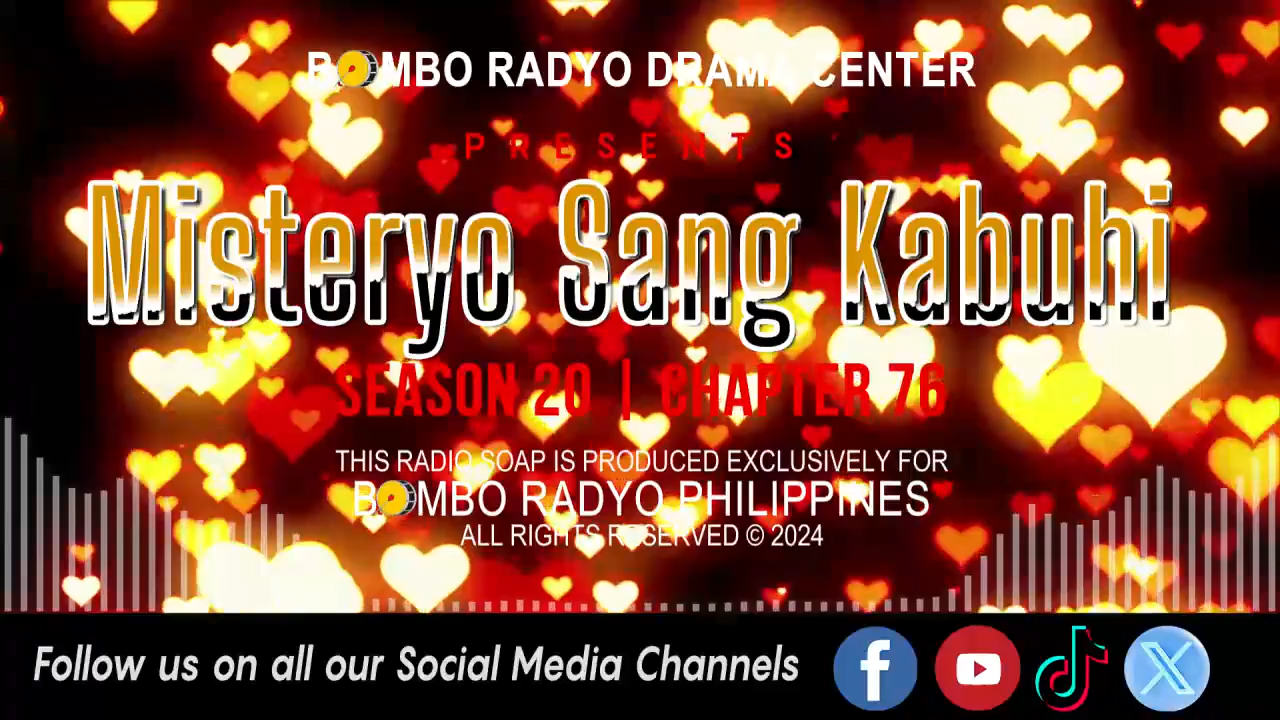 BOMBO RADYO DRAMA CENTER
PRESENTS
Misteryo Sang Kabuhi
SEASON 20 | CHAPTER 76
THIS RADIO SOAP IS PRODUCED EXCLUSIVELY FOR
BOMBO RADYO PHILIPPINES
ALL RIGHTS RESERVED © 2024
Follow us on all our Social Media Channels